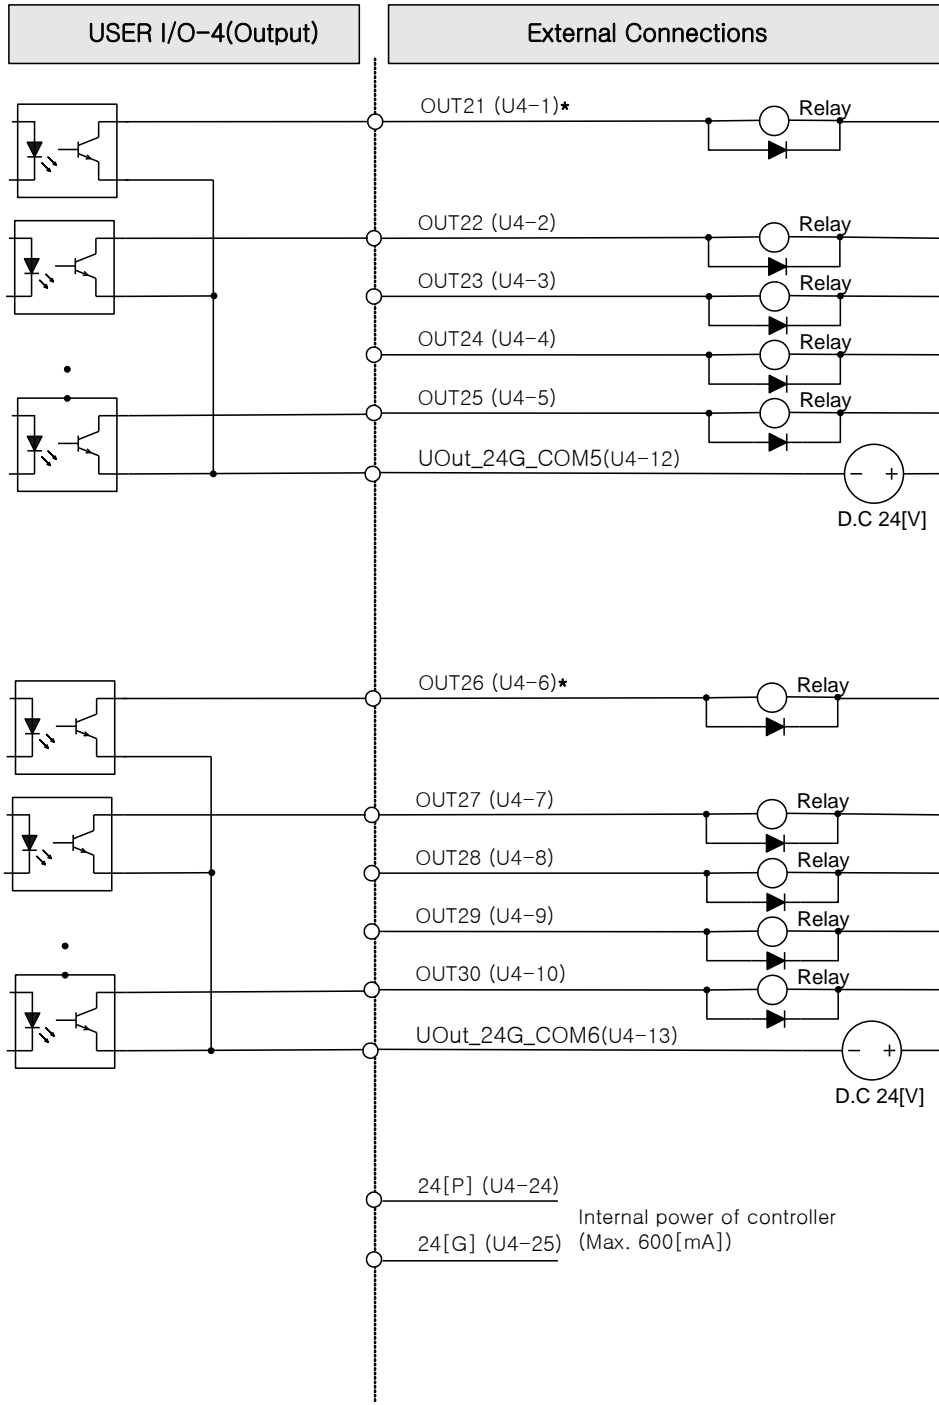 USER I/O-4(Output)
External Connections
OUT21 (U4-1)*
Relay
OUT22 (U4-2)
Relay
OUT23 (U4-3)
Relay
OUT24 (U4-4)
Relay
OUT25 (U4-5)
Relay
UOut_24G_COM5(U4-12)
- +
D.C 24[V]
OUT26 (U4-6)*
Relay
OUT27 (U4-7)
Relay
OUT28 (U4-8)
Relay
OUT29 (U4-9)
Relay
OUT30 (U4-10)
Relay
UOut_24G_COM6(U4-13)
- +
D.C 24[V]
24[P] (U4-24)
Internal power of controller
24[G] (U4-25)
(Max. 600[mA])